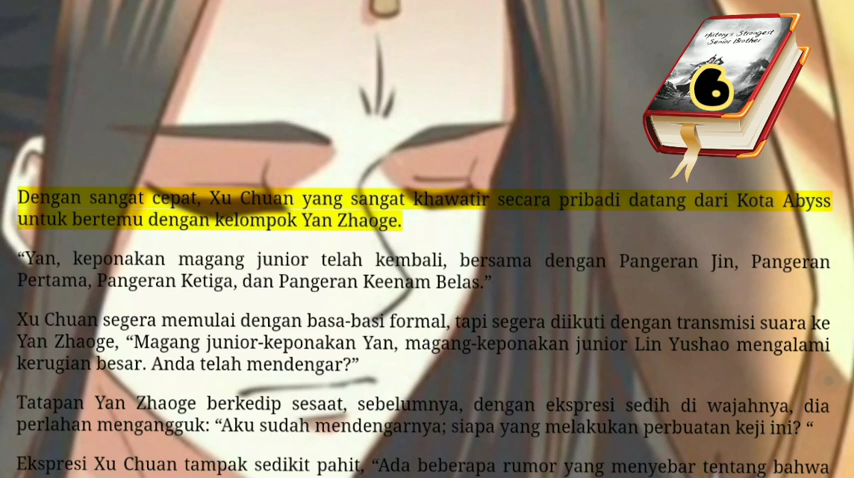 History's Strongest
Senior Brother
6
Dengan sangat cepat, Xu Chuan yang sangat khawatir secara pribadi datang dari Kota Abyss
untuk bertemu dengan kelompok Yan Zhaoge.
“Yan, keponakan magang junior telah kembali, bersama dengan Pangeran Jin, Pangeran
Pertama, Pangeran Ketiga, dan Pangeran Keenam Belas.”
Xu Chuan segera memulai dengan basa-basi formal, tapi segera diikuti dengan transmisi suara ke
Yan Zhaoge, “Magang junior-keponakan Yan, magang-keponakan junior Lin Yushao mengalami
kerugian besar. Anda telah mendengar?”
Tatapan Yan Zhaoge berkedip sesaat, sebelumnya, dengan ekspresi sedih di wajahnya, dia
perlahan mengangguk: “Aku sudah mendengarnya; siapa yang melakukan perbuatan keji ini? “
Ekspresi Xu Chuan tampak sedikit pahit, “Ada beberapa rumor yang menyebar tentang bahwa